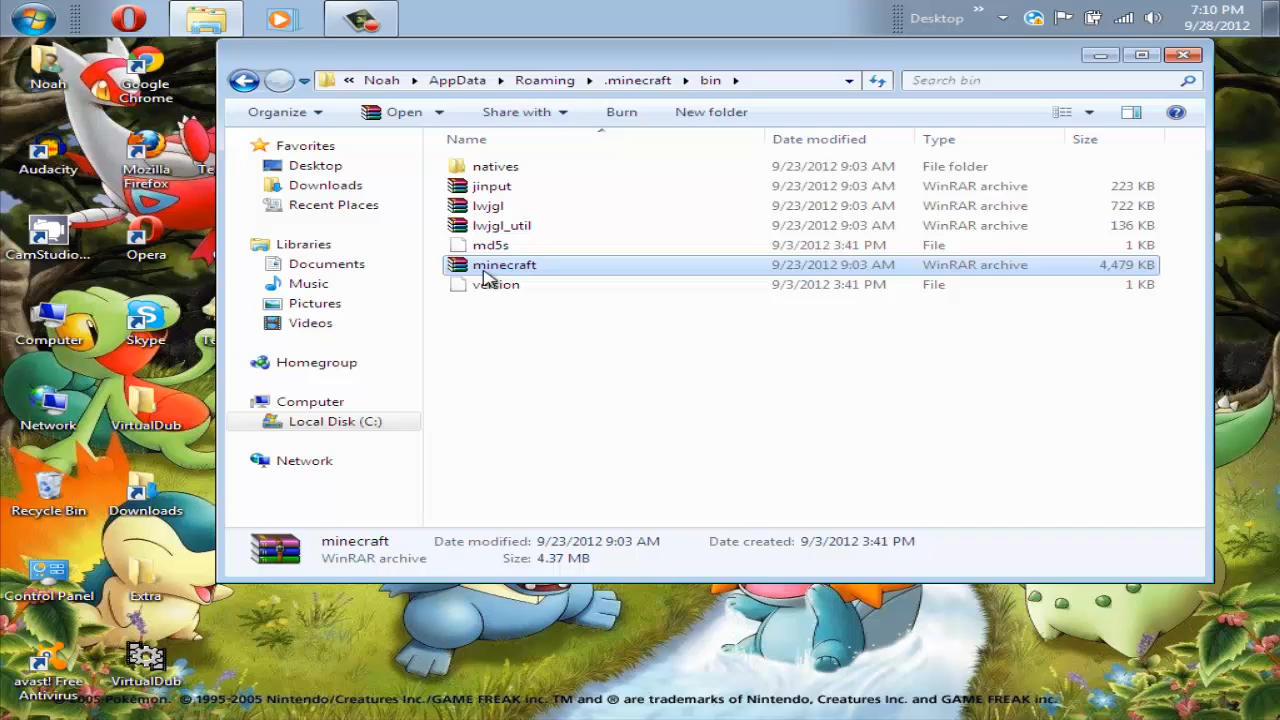 Desktop
»
7:10 PM
9/28/2012
« Noah AppData Roaming .minecraft bin
Search bin
Organize
Open
Share with
Burn
New folder
Name
Date modified
Type
Size
Favorites
Desktop
Downloads
Recent Places
Libraries
Documents
Music
Pictures
Videos
Homegroup
Computer
Local Disk (C:)
Network
natives 9/23/2012 9:03 AM File folder
jinput 9/23/2012 9:03 AM WinRAR archive 223 KB
lwjgl 9/23/2012 9:03 AM WinRAR archive 722 KB
lwjgl_util 9/23/2012 9:03 AM WinRAR archive 136 KB
md5s 9/3/2012 3:41 PM File 1 KB
minecraft 9/23/2012 9:03 AM WinRAR archive 4,479 KB
version 9/3/2012 3:41 PM File 1 KB
minecraft Date modified: 9/23/2012 9:03 AM Date created: 9/3/2012 3:41 PM
WinRAR archive Size: 4.37 MB
Noah
Google
Chrome
Audacity
Mozilla
Firefox
CamStudio...
Opera
Computer
Skype
Network
VirtualDub
Recycle Bin
Downloads
Control Panel
Extra
avast! Free
Antivirus
VirtualDub
2005 Pokémon. © 1995-2005 Nintendo/Creatures Inc./GAME FREAK inc. TM and ® are trademarks of Nintendo, Creatures Inc. and GAME FREAK inc.